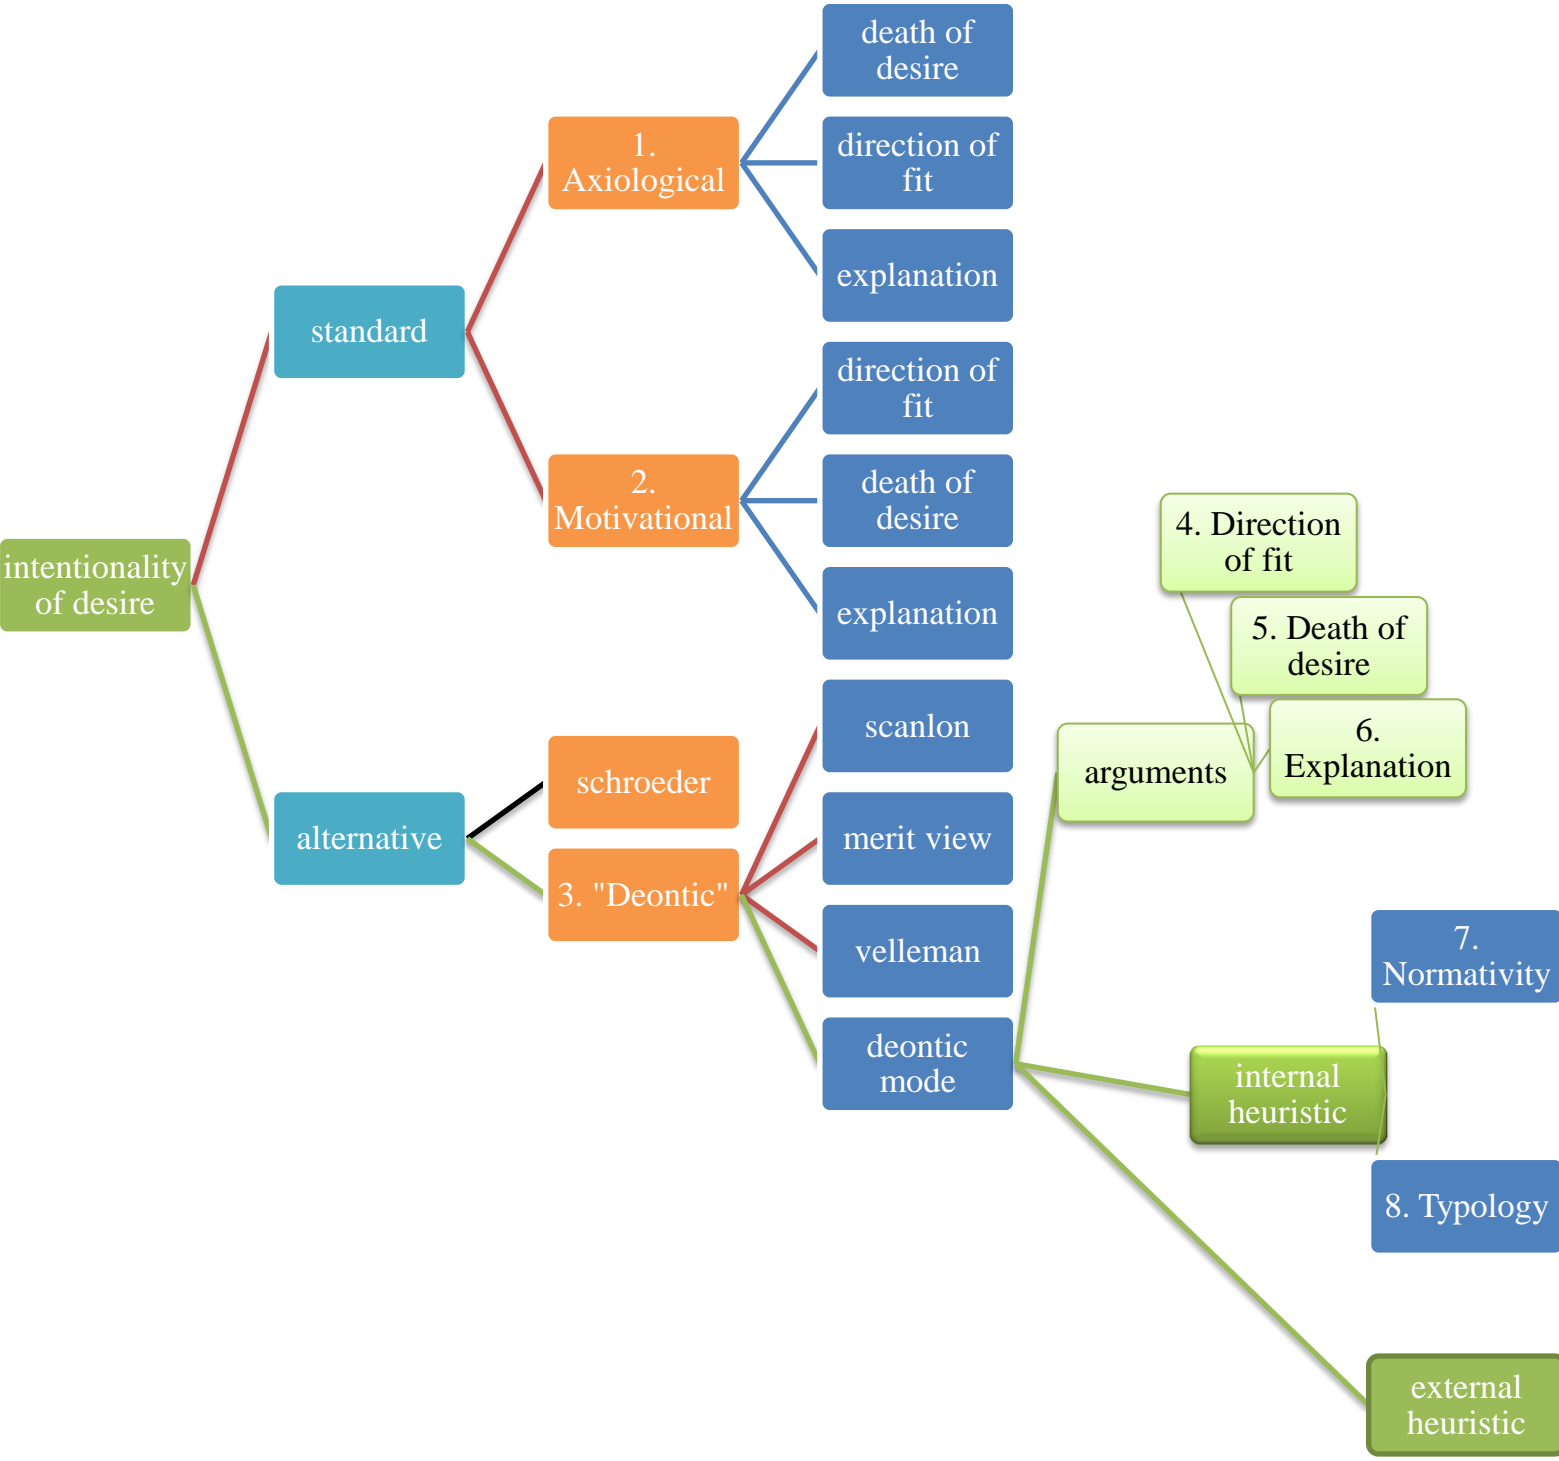 intentionality
of desire
standard
alternative
1.
Axiological
2.
Motivational
schroeder
3. "Deontic"
death of
desire
direction of
fit
explanation
direction of
fit
death of
desire
explanation
scanlon
merit view
velleman
deontic
mode
arguments
4. Direction
of fit
5. Death of
desire
6.
Explanation
internal
heuristic
7.
Normativity
8. Typology
external
heuristic